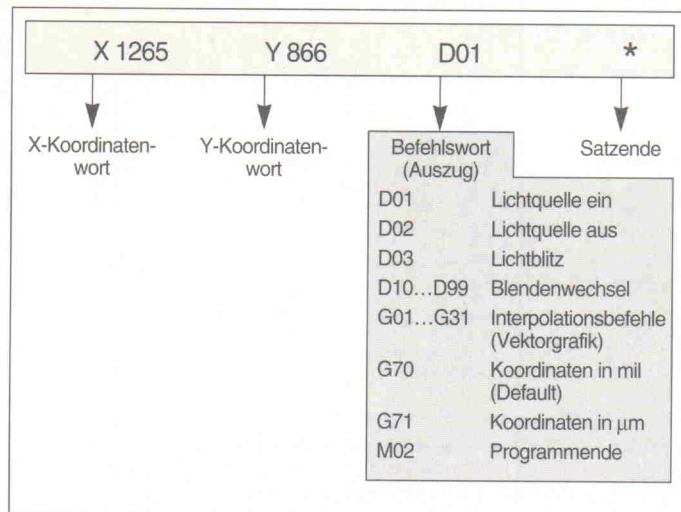 X 1265 Y 866 D01 *
X-Koordinaten-
wort
Y-Koordinaten-
wort
Befehlswort
(Auszug)
Satzende
D01 Lichtquelle ein
D02 Lichtquelle aus
D03 Lichtblitz
D10...D99 Blendenwechsel
G01...G31 Interpolationsbefehle
(Vektorgrafik)
G70 Koordinaten in mil
(Default)
G71 Koordinaten in µm
M02 Programmende